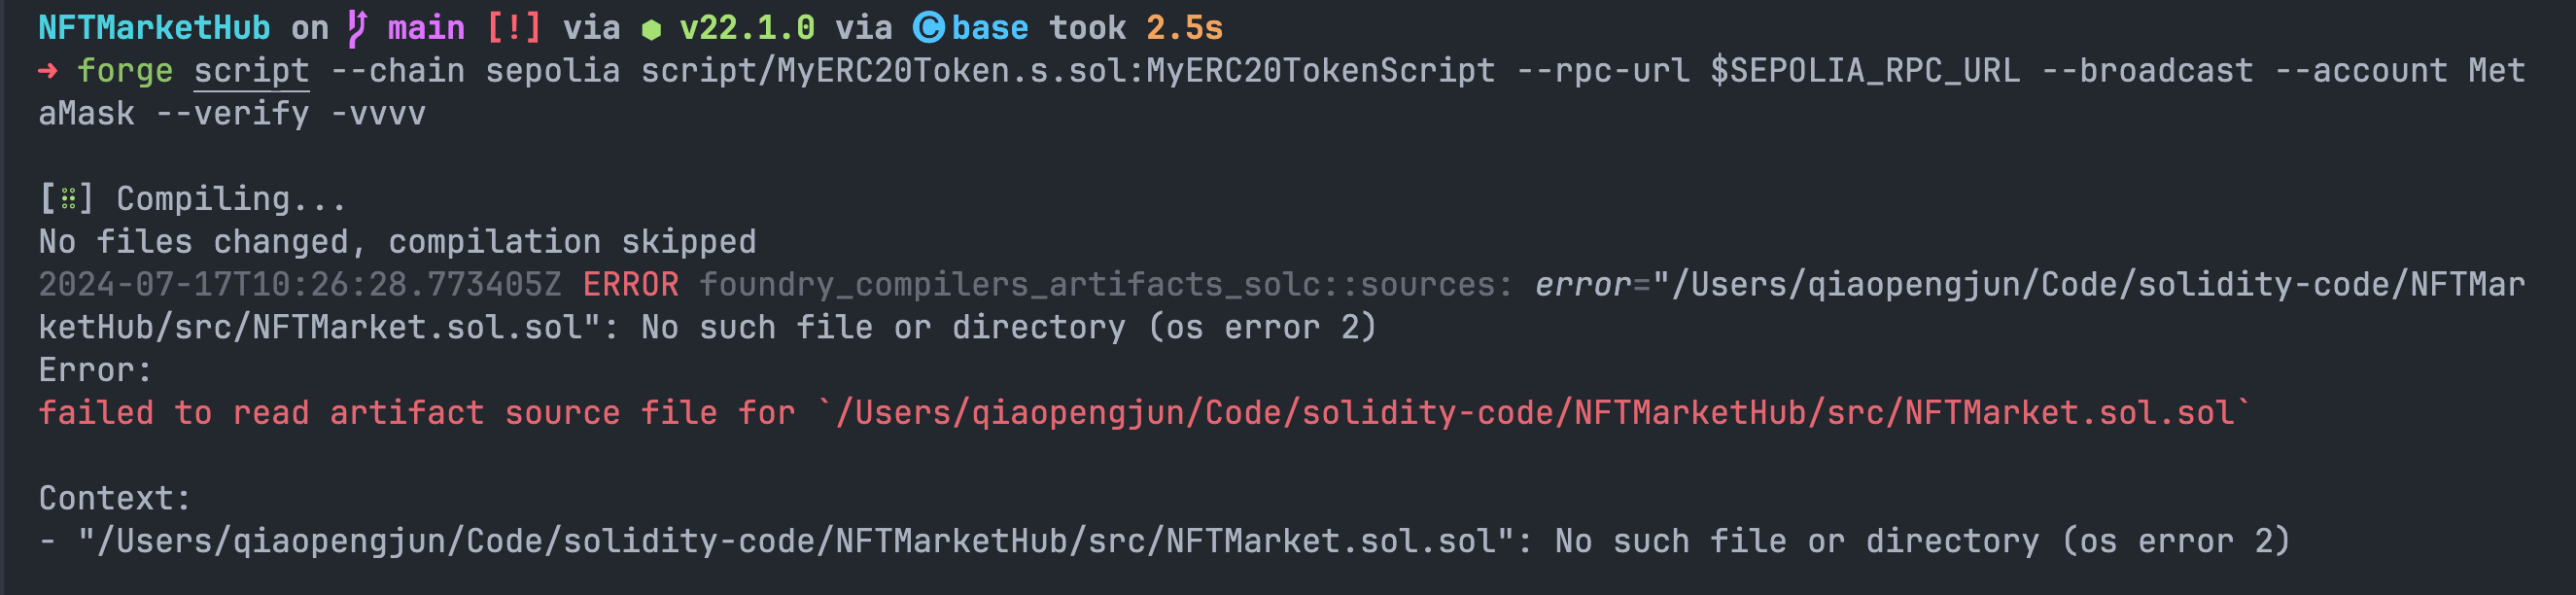 NFTMarketHub on main [!] via v22.1.0 via C base took 2.5s
→ forge script --chain sepolia script/MyERC20Token.s.sol:MyERC20TokenScript --rpc-url $SEPOLIA_RPC_URL --broadcast --account Met
aMask --verify -vvvv
[⠿] Compiling...
No files changed, compilation skipped
2024-07-17T10:26:28.773405Z ERROR foundry_compilers_artifacts_solc::sources: error="/Users/qiaopengjun/Code/solidity-code/NFTMar
ketHub/src/NFTMarket.sol.sol": No such file or directory (os error 2)
Error:
failed to read artifact source file for `/Users/qiaopengjun/Code/solidity-code/NFTMarketHub/src/NFTMarket.sol.sol`
Context:
- "/Users/qiaopengjun/Code/solidity-code/NFTMarketHub/src/NFTMarket.sol.sol": No such file or directory (os error 2)